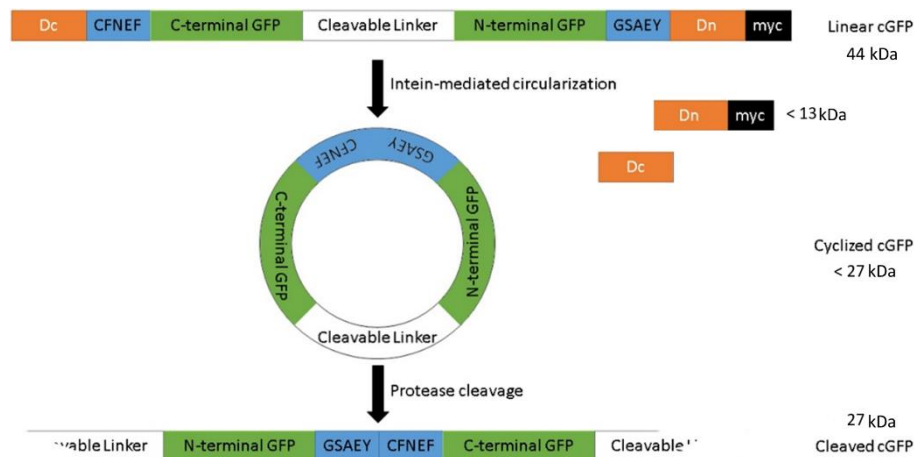 Dc CFNEF C-terminal GFP Cleavable Linker N-terminal GFP GSAEY Dn myc Linear cGFP
44 kDa
Intein-mediated circularization
Dn myc < 13 kDa
Dc
CFNEF GSAEY
C-terminal GFP
N-terminal GFP
Cyclized cGFP
< 27 kDa
Cleavable Linker
Protease cleavage
27 kDa
Linker N-terminal GFP GSAEY CFNEF C-terminal GFP Cleaved cGFP